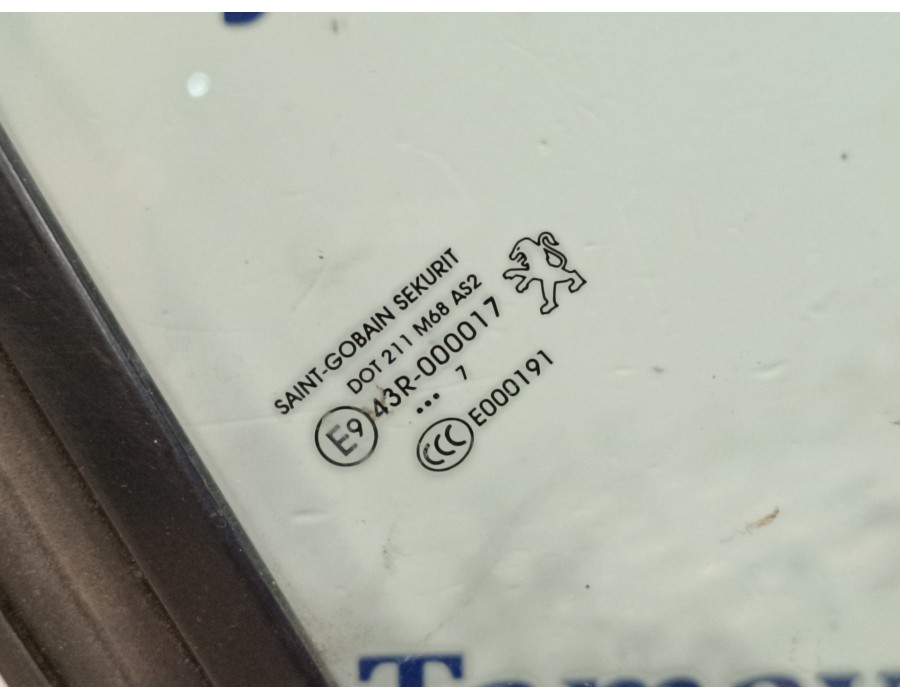 SAINT-GOBAIN SEKURIT
DOT 211 M68 AS2
E9 43R-000017
••• 7
CCC E000191